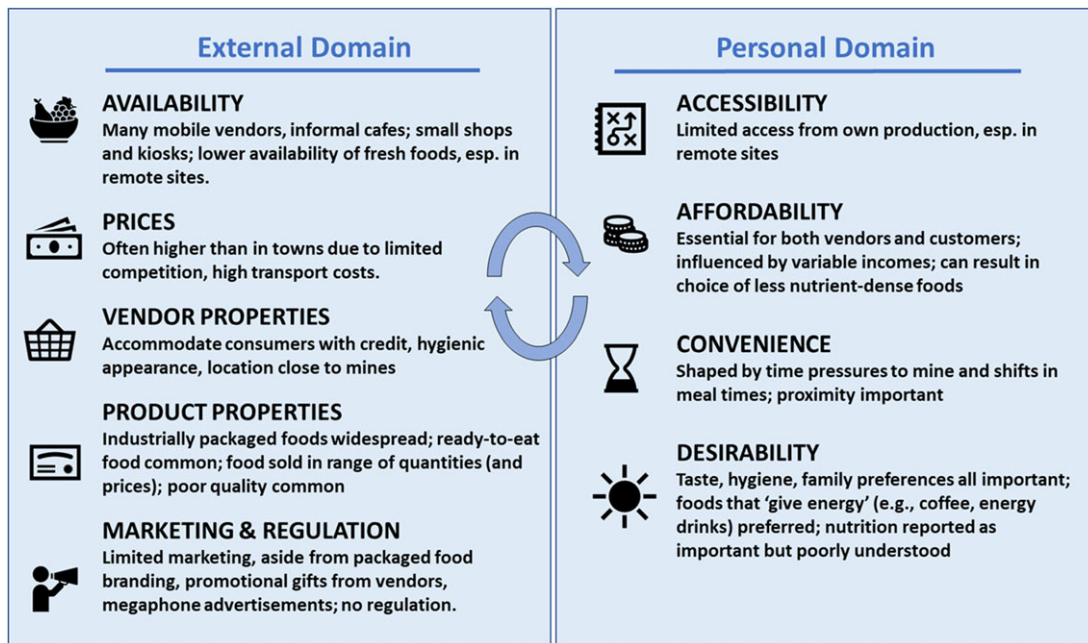 External Domain
AVAILABILITY
Many mobile vendors, informal cafes; small shops
and kiosks; lower availability of fresh foods, esp. in
remote sites.
PRICES
Often higher than in towns due to limited
competition, high transport costs.
VENDOR PROPERTIES
Accommodate consumers with credit, hygienic
appearance, location close to mines
PRODUCT PROPERTIES
Industrially packaged foods widespread; ready-to-eat
food common; food sold in range of quantities (and
prices); poor quality common
MARKETING & REGULATION
Limited marketing, aside from packaged food
branding, promotional gifts from vendors,
megaphone advertisements; no regulation.
Personal Domain
ACCESSIBILITY
Limited access from own production, esp. in
remote sites
AFFORDABILITY
Essential for both vendors and customers;
influenced by variable incomes; can result in
choice of less nutrient-dense foods
CONVENIENCE
Shaped by time pressures to mine and shifts in
meal times; proximity important
DESIRABILITY
Taste, hygiene, family preferences all important;
foods that ‘give energy’ (e.g., coffee, energy
drinks) preferred; nutrition reported as
important but poorly understood